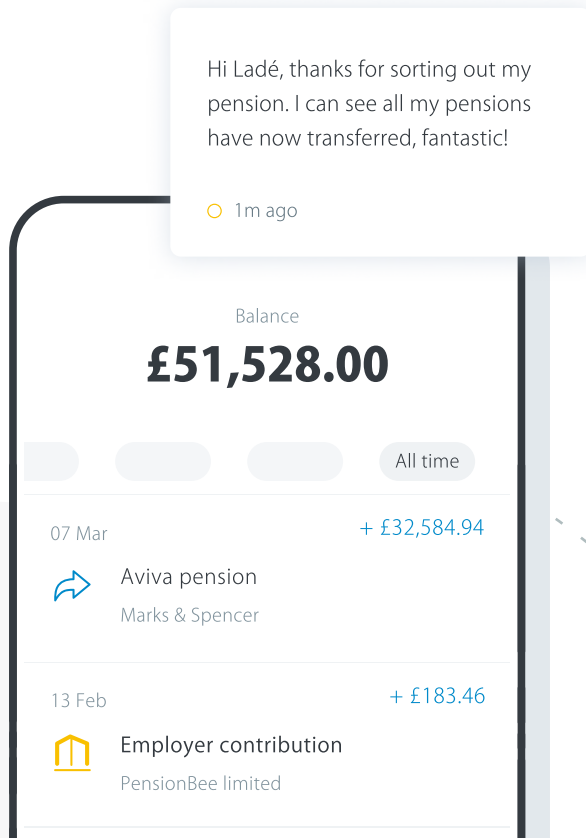 Hi Ladé, thanks for sorting out my
pension. I can see all my pensions
have now transferred, fantastic!
1m ago
Balance
£51,528.00
All time
07 Mar
+ £32,584.94
Aviva pension
Marks & Spencer
13 Feb
+ £183.46
Employer contribution
PensionBee limited